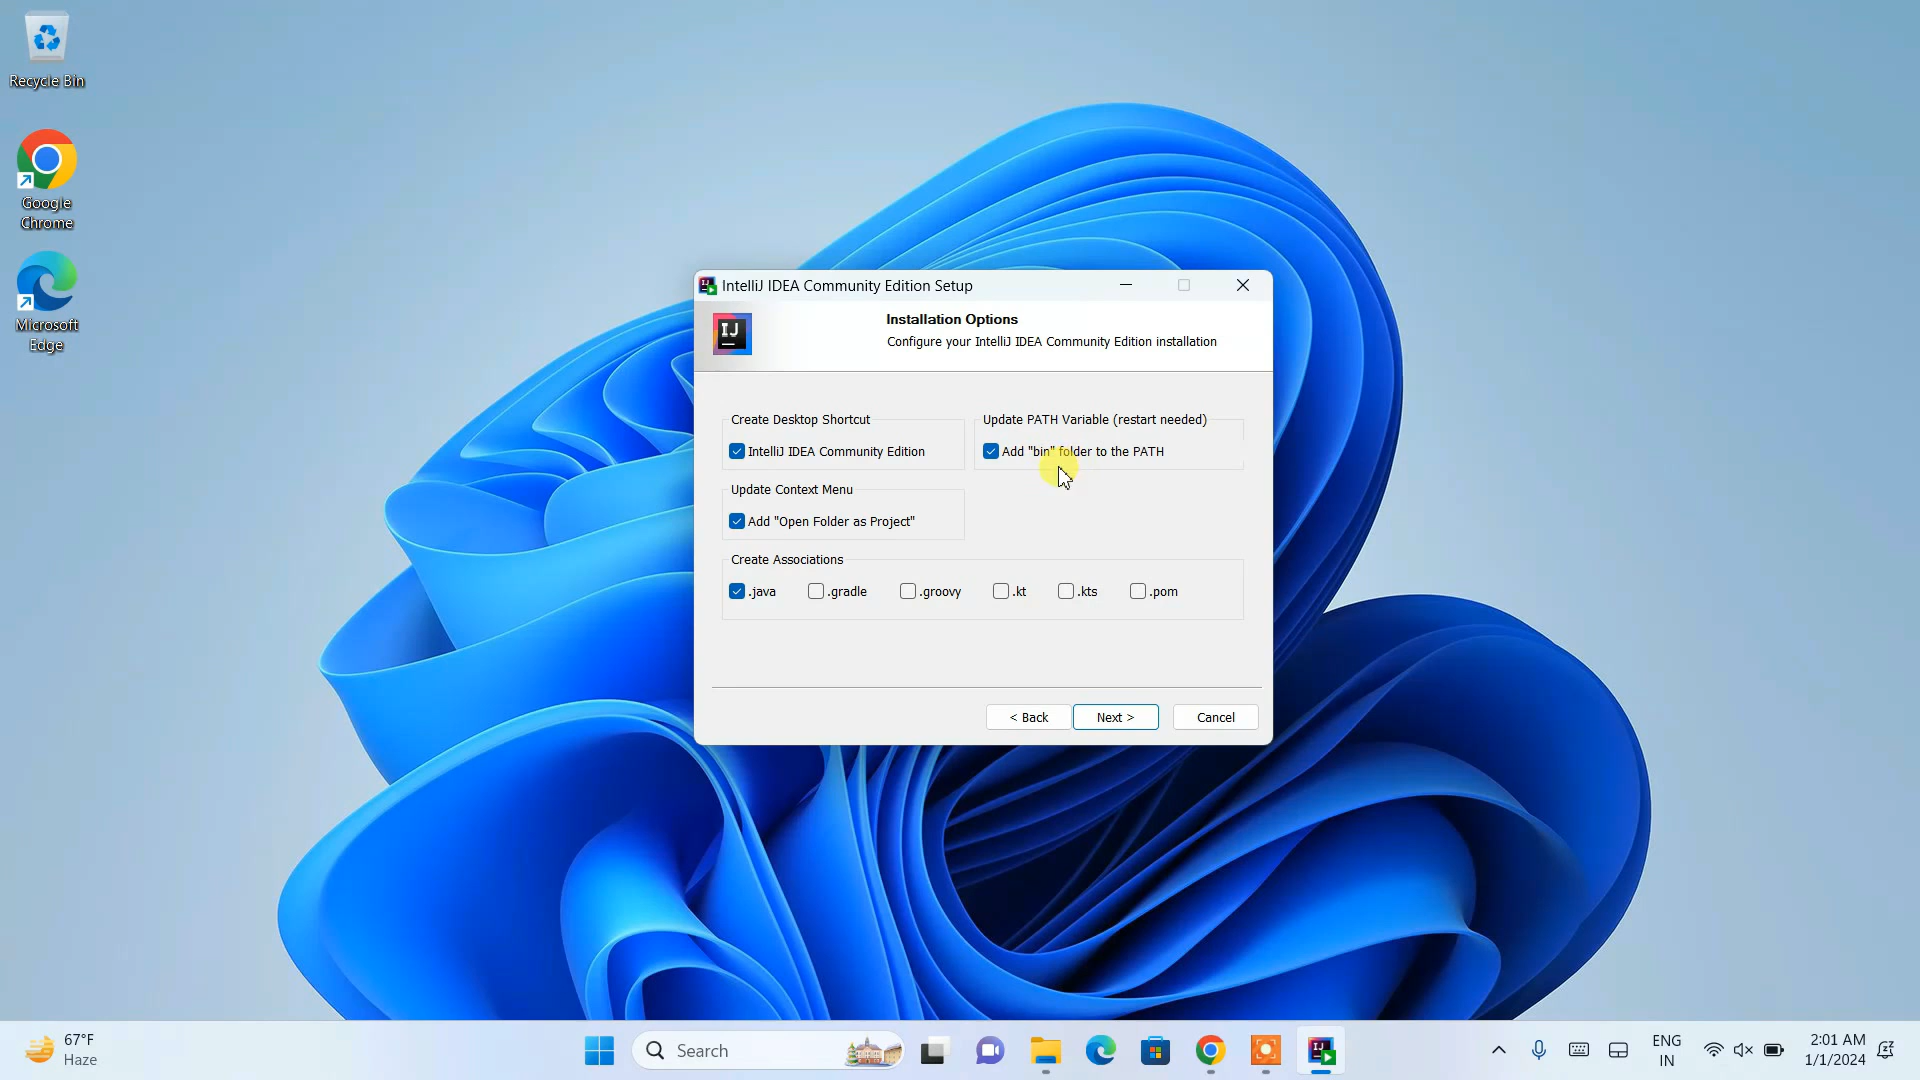 Recycle Bin
Google
Chrome
Microsoft
Edge
IntelliJ IDEA Community Edition Setup
IJ
Installation Options
Configure your IntelliJ IDEA Community Edition installation
Create Desktop Shortcut
IntelliJ IDEA Community Edition
Update PATH Variable (restart needed)
Add "bin" folder to the PATH
Update Context Menu
Add "Open Folder as Project"
Create Associations
.java .gradle .groovy .kt .kts .pom
< Back Next > Cancel
67°F
Haze
Search
IJ
ENG
IN
2:01 AM
1/1/2024